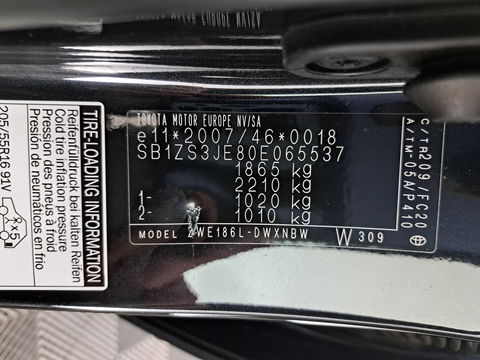 TOYOTA MOTOR EUROPE NV/SA
e11*2007/46*0018
SB1ZS3JE80E065537
1865 kg
2210 kg
1- 1020 kg
2- 1010 kg
MODEL ZWE186L-DWXNBW W 309
C/TR209/FC20
A/TM-05A/P410
TIRE-LOADING INFORMATION
Reifenfülldruck bei kalten Reifen
Cold tire inflation pressure
Pression des pneus à froid
Presión de neumáticos en frío
205/55R16 91V
x5